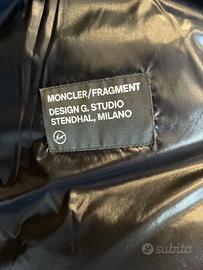 MONCLER/FRAGMENT
DESIGN G. STUDIO
STENDHAL, MILANO
subito